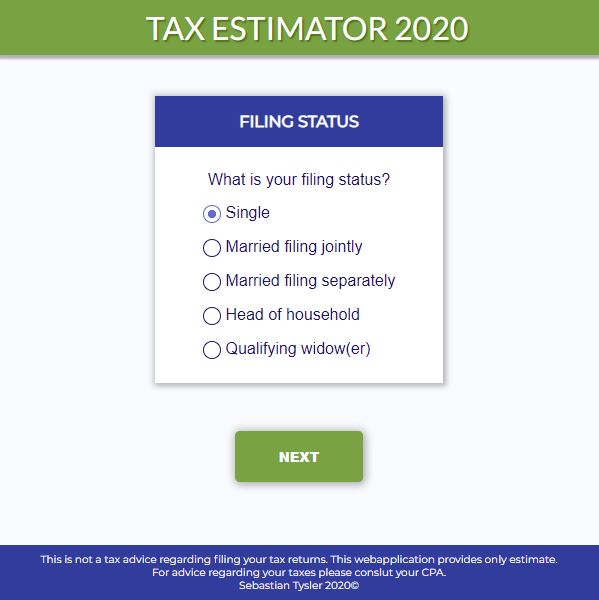 TAX ESTIMATOR 2020
FILING STATUS
What is your filing status?
Single
Married filing jointly
Married filing separately
Head of household
Qualifying widow(er)
NEXT
This is not a tax advice regarding filing your tax returns. This webapplication provides only estimate.
For advice regarding your taxes please conslut your CPA.
Sebastian Tysler 2020©